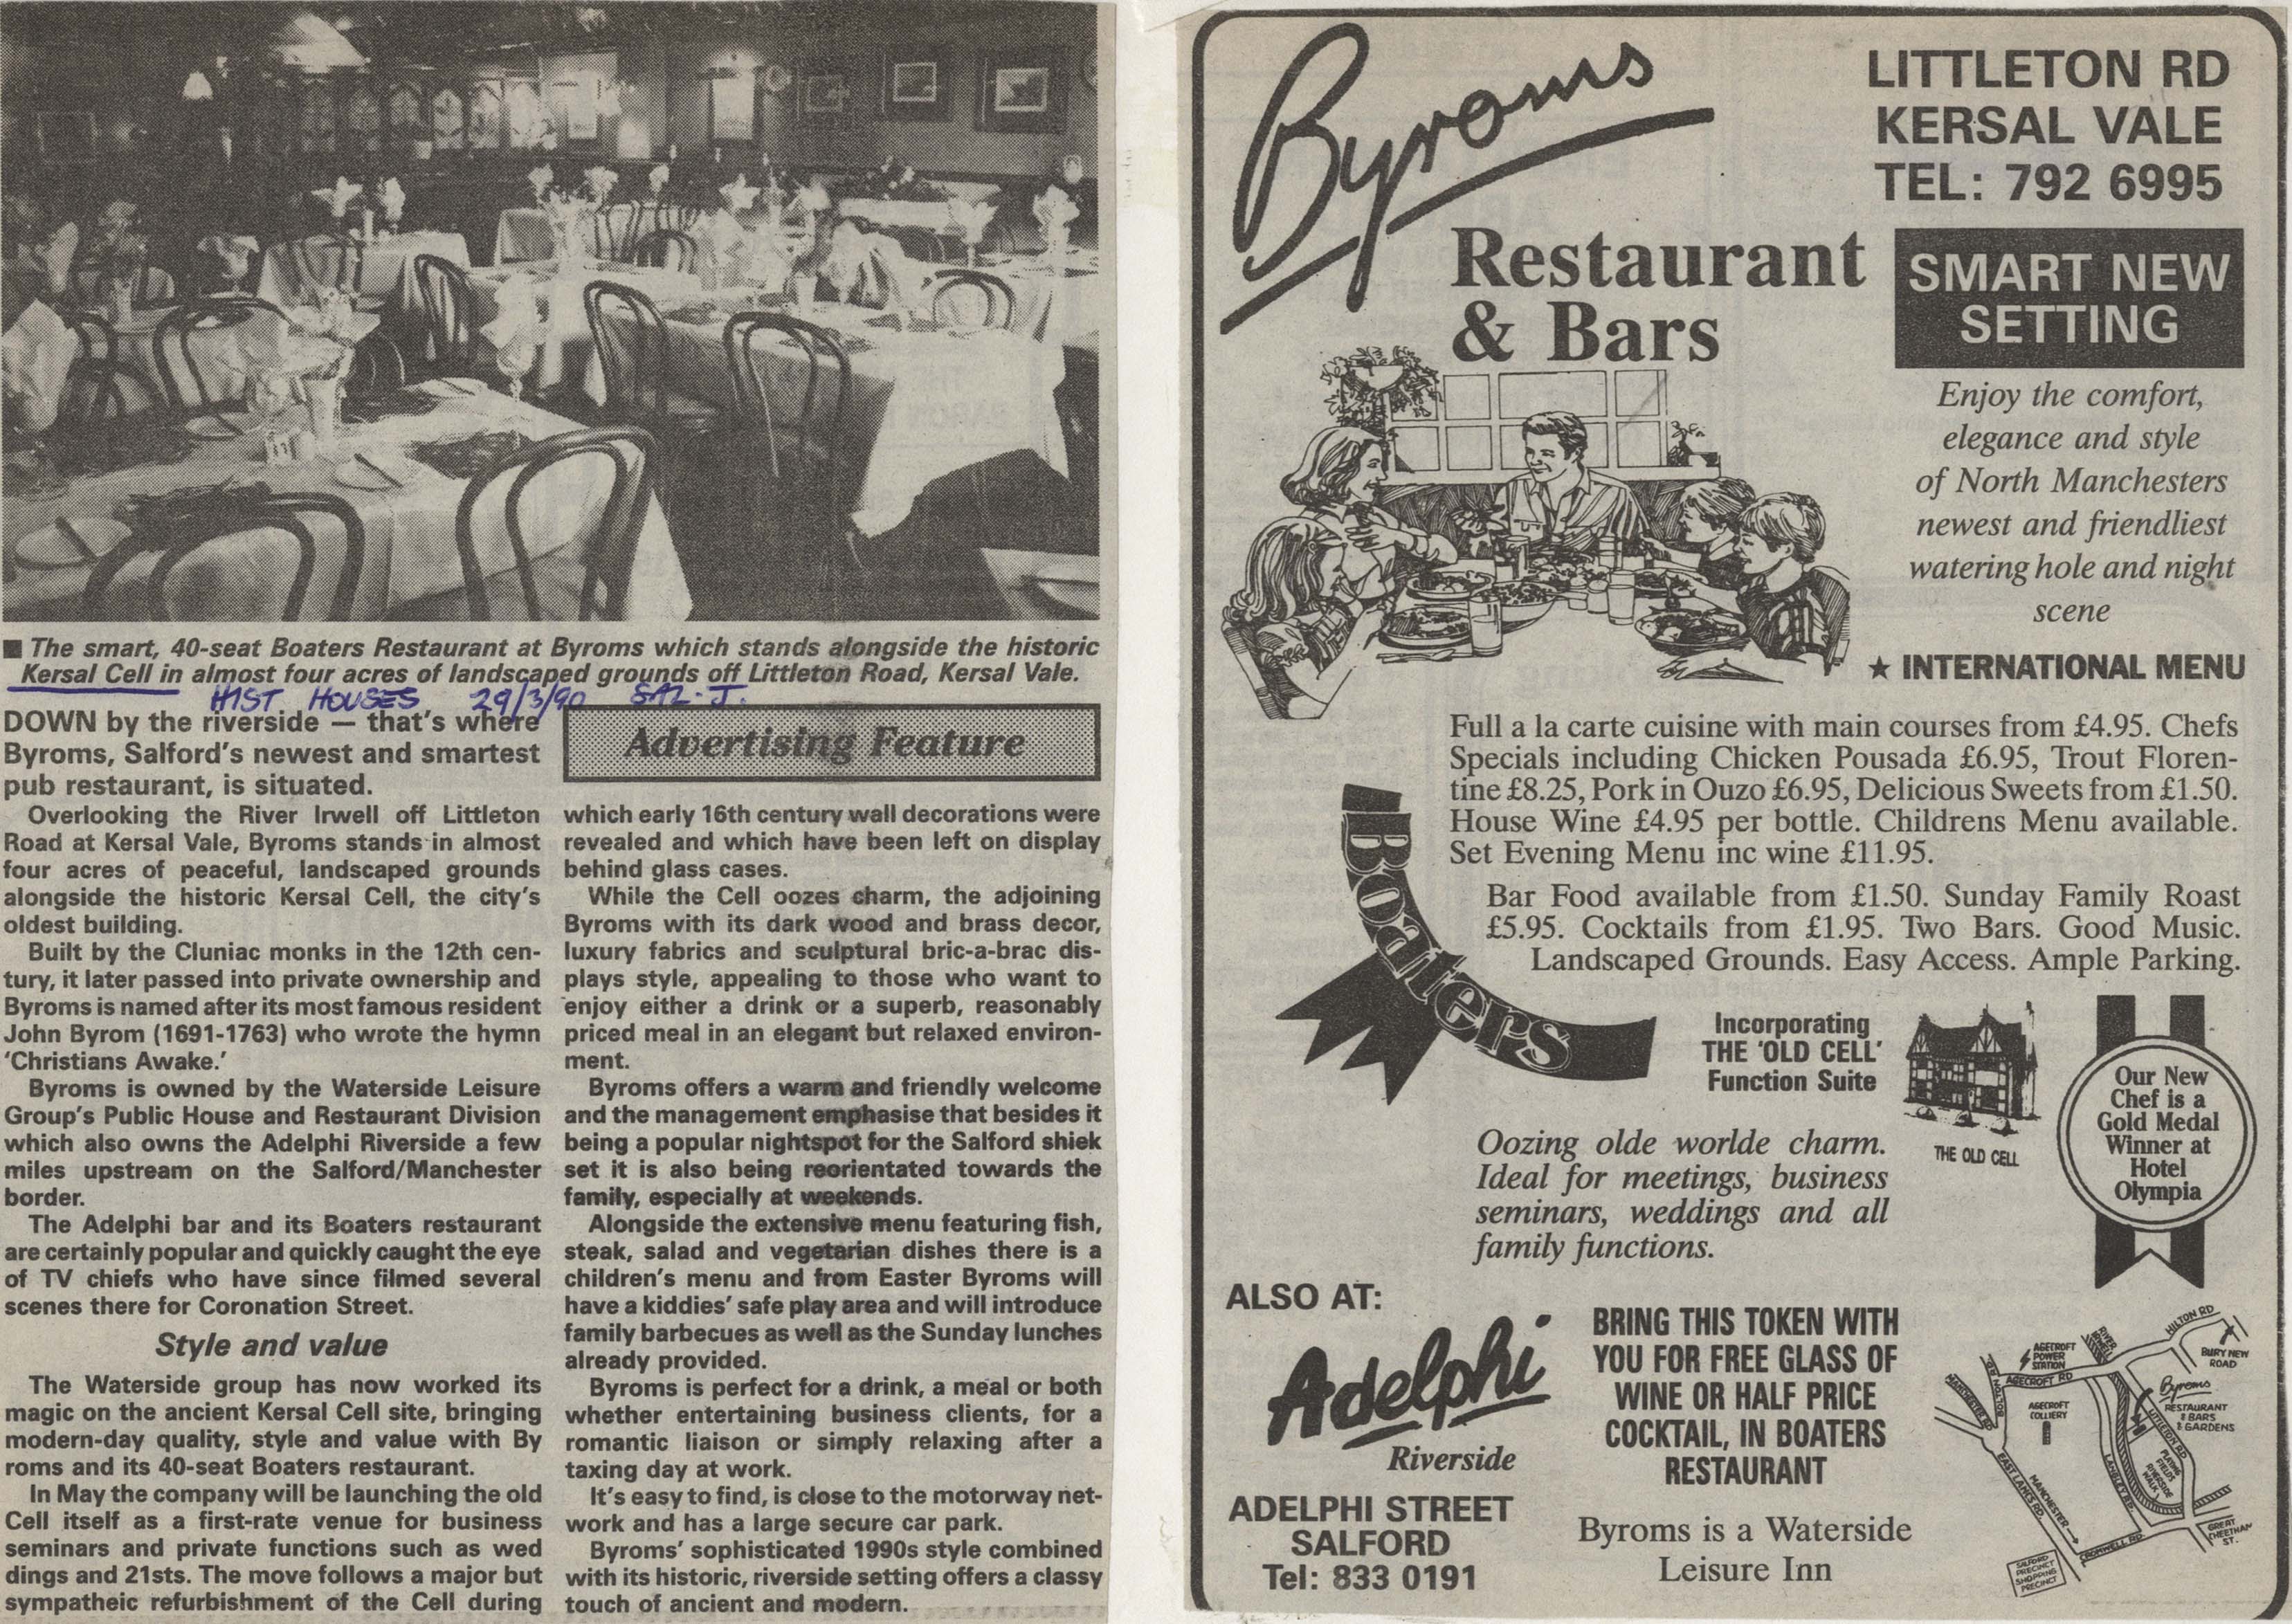 ■ The smart, 40-seat Boaters Restaurant at Byroms which stands alongside the historic
Kersal Cell in almost four acres of landscaped grounds off Littleton Road, Kersal Vale.
HIST HOUSES 29/3/90 SAL. J.
DOWN by the riverside — that's where
Byroms, Salford's newest and smartest
pub restaurant, is situated.
Overlooking the River Irwell off Littleton
Road at Kersal Vale, Byroms stands in almost
four acres of peaceful, landscaped grounds
alongside the historic Kersal Cell, the city's
oldest building.
Built by the Cluniac monks in the 12th cen-
tury, it later passed into private ownership and
Byroms is named after its most famous resident
John Byrom (1691-1763) who wrote the hymn
'Christians Awake.'
Byroms is owned by the Waterside Leisure
Group's Public House and Restaurant Division
which also owns the Adelphi Riverside a few
miles upstream on the Salford/Manchester
border.
The Adelphi bar and its Boaters restaurant
are certainly popular and quickly caught the eye
of TV chiefs who have since filmed several
scenes there for Coronation Street.
Style and value
The Waterside group has now worked its
magic on the ancient Kersal Cell site, bringing
modern-day quality, style and value with By
roms and its 40-seat Boaters restaurant.
In May the company will be launching the old
Cell itself as a first-rate venue for business
seminars and private functions such as wed
dings and 21sts. The move follows a major but
sympatheic refurbishment of the Cell during
Advertising Feature
which early 16th century wall decorations were
revealed and which have been left on display
behind glass cases.
While the Cell oozes charm, the adjoining
Byroms with its dark wood and brass decor,
luxury fabrics and sculptural bric-a-brac dis-
plays style, appealing to those who want to
enjoy either a drink or a superb, reasonably
priced meal in an elegant but relaxed environ-
ment.
Byroms offers a warm and friendly welcome
and the management emphasise that besides it
being a popular nightspot for the Salford shiek
set it is also being reorientated towards the
family, especially at weekends.
Alongside the extensive menu featuring fish,
steak, salad and vegetarian dishes there is a
children's menu and from Easter Byroms will
have a kiddies' safe play area and will introduce
family barbecues as well as the Sunday lunches
already provided.
Byroms is perfect for a drink, a meal or both
whether entertaining business clients, for a
romantic liaison or simply relaxing after a
taxing day at work.
It's easy to find, is close to the motorway net-
work and has a large secure car park.
Byroms' sophisticated 1990s style combined
with its historic, riverside setting offers a classy
touch of ancient and modern.
Byroms
Restaurant
& Bars
LITTLETON RD
KERSAL VALE
TEL: 792 6995
SMART NEW
SETTING
Enjoy the comfort,
elegance and style
of North Manchesters
newest and friendliest
watering hole and night
scene
★ INTERNATIONAL MENU
Full a la carte cuisine with main courses from £4.95. Chefs
Specials including Chicken Pousada £6.95, Trout Floren-
tine £8.25, Pork in Ouzo £6.95, Delicious Sweets from £1.50.
House Wine £4.95 per bottle. Childrens Menu available.
Set Evening Menu inc wine £11.95.
Bar Food available from £1.50. Sunday Family Roast
£5.95. Cocktails from £1.95. Two Bars. Good Music.
Landscaped Grounds. Easy Access. Ample Parking.
Boaters
Incorporating
THE 'OLD CELL'
Function Suite
THE OLD CELL
Our New
Chef is a
Gold Medal
Winner at
Hotel
Olympia
Oozing olde worlde charm.
Ideal for meetings, business
seminars, weddings and all
family functions.
ALSO AT:
Adelphi
Riverside
ADELPHI STREET
SALFORD
Tel: 833 0191
BRING THIS TOKEN WITH
YOU FOR FREE GLASS OF
WINE OR HALF PRICE
COCKTAIL, IN BOATERS
RESTAURANT
Byroms is a Waterside
Leisure Inn
HILTON RD
RIVER IRWELL
BURY NEW
ROAD
AGECROFT
POWER
STATION
AGECROFT RD
BOLTON RD
MANCHESTER RD
AGECROFT
COLLIERY
Byroms
RESTAURANT
& BARS
& GARDENS
LITTLETON RD
PLAYING
FIELDS
RIVERSIDE
WALK
LANGLEY RD
EAST LANCS RD.
MANCHESTER
CROMWELL RD
GREAT
CHEETHAM
ST.
SALFORD
PRECINCT
SHOPPING
PRECINCT